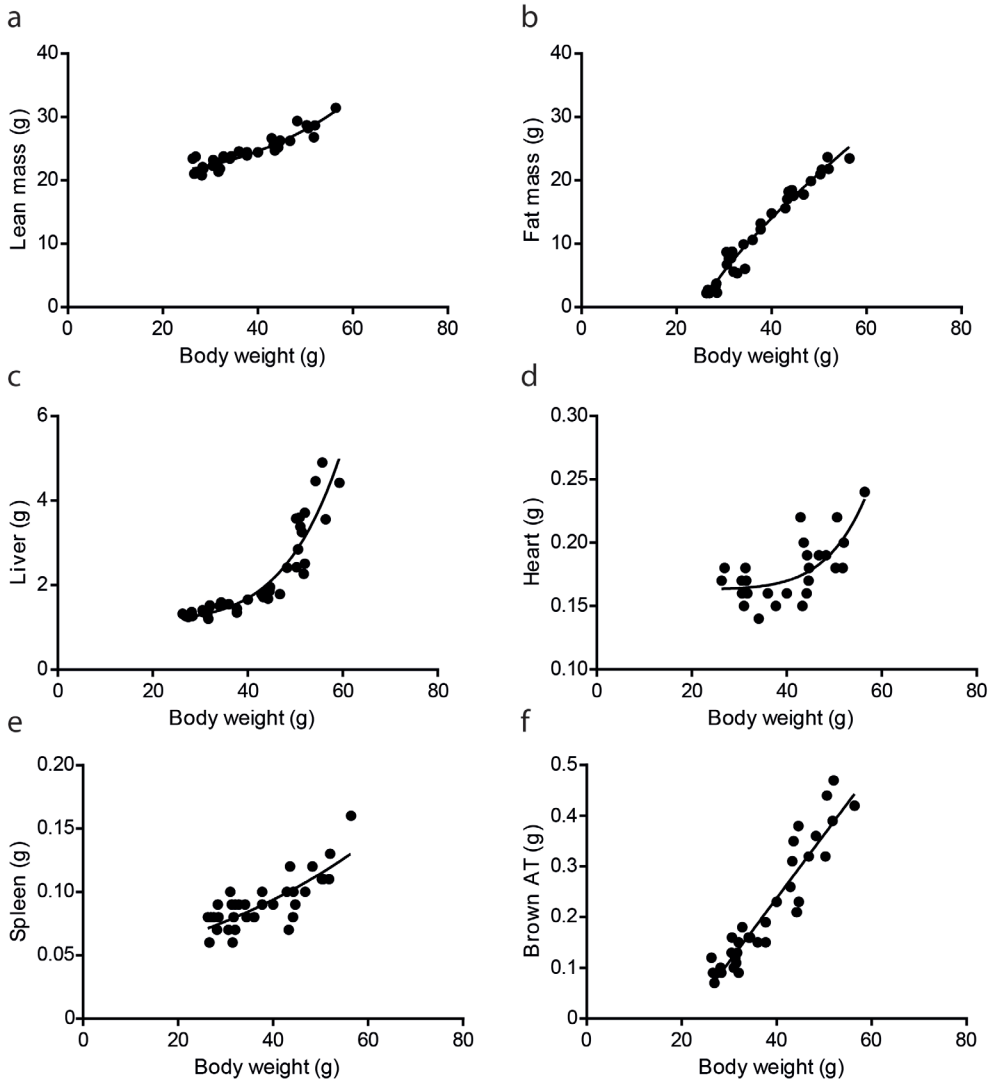 a
40
30
20
10
0
Lean mass (g)
0 20 40 60 80
Body weight (g)
b
40
30
20
10
0
Fat mass (g)
0 20 40 60 80
Body weight (g)
c
6
4
2
0
Liver (g)
0 20 40 60 80
Body weight (g)
d
0.30
0.25
0.20
0.15
0.10
Heart (g)
0 20 40 60 80
Body weight (g)
e
0.20
0.15
0.10
0.05
0
Spleen (g)
0 20 40 60 80
Body weight (g)
f
0.5
0.4
0.3
0.2
0.1
0
Brown AT (g)
0 20 40 60 80
Body weight (g)